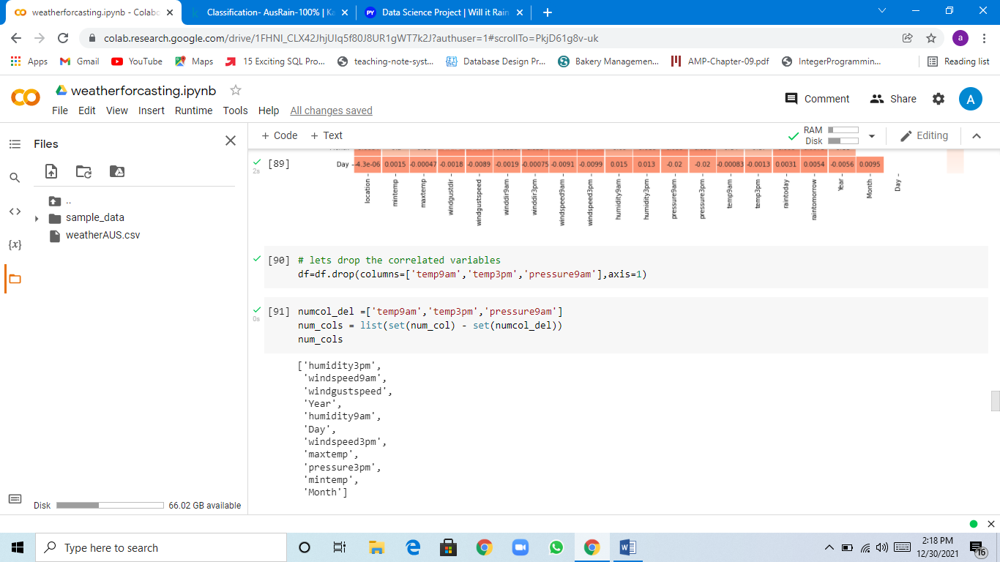 weatherforcasting.ipynb - Colabo
Classification- AusRain-100% | Ka
PY
Data Science Project | Will it Rain
colab.research.google.com/drive/1FHNI_CLX42JhjUIq5f80J8UR1gWT7k2J?authuser=1#scrollTo=PkjD61g8v-uk
a
Apps
Gmail
YouTube
Maps
15 Exciting SQL Pro...
teaching-note-syst...
Database Design Pr...
Bakery Managemen...
AMP-Chapter-09.pdf
IntegerProgrammin...
Reading list
weatherforcasting.ipynb
Comment
Share
A
File Edit View Insert Runtime Tools Help All changes saved
Files
+ Code + Text
RAM
Disk
Editing
..
sample_data
weatherAUS.csv
{x}
[89]
2s
Day
-4.3e-06 0.0015 -0.00047 -0.0018 -0.0089 -0.0019 -0.00075 -0.0091 -0.0099 0.015 0.013 -0.02 -0.02 -0.00083 -0.0013 0.0031 0.0054 -0.0056 0.0095
location
mintemp
maxtemp
windgustdir
windgustspeed
winddir9am
winddir3pm
windspeed9am
windspeed3pm
humidity9am
humidity3pm
pressure9am
pressure3pm
temp9am
temp3pm
raintoday
raintomorrow
Year
Month
Day
[90] # lets drop the correlated variables
df=df.drop(columns=['temp9am','temp3pm','pressure9am'],axis=1)
[91] numcol_del =['temp9am','temp3pm','pressure9am']
0s
num_cols = list(set(num_col) - set(numcol_del))
num_cols
['humidity3pm',
'windspeed9am',
'windgustspeed',
'Year',
'humidity9am',
'Day',
'windspeed3pm',
'maxtemp',
'pressure3pm',
'mintemp',
'Month']
Disk
66.02 GB available
Type here to search
2:18 PM
12/30/2021
16